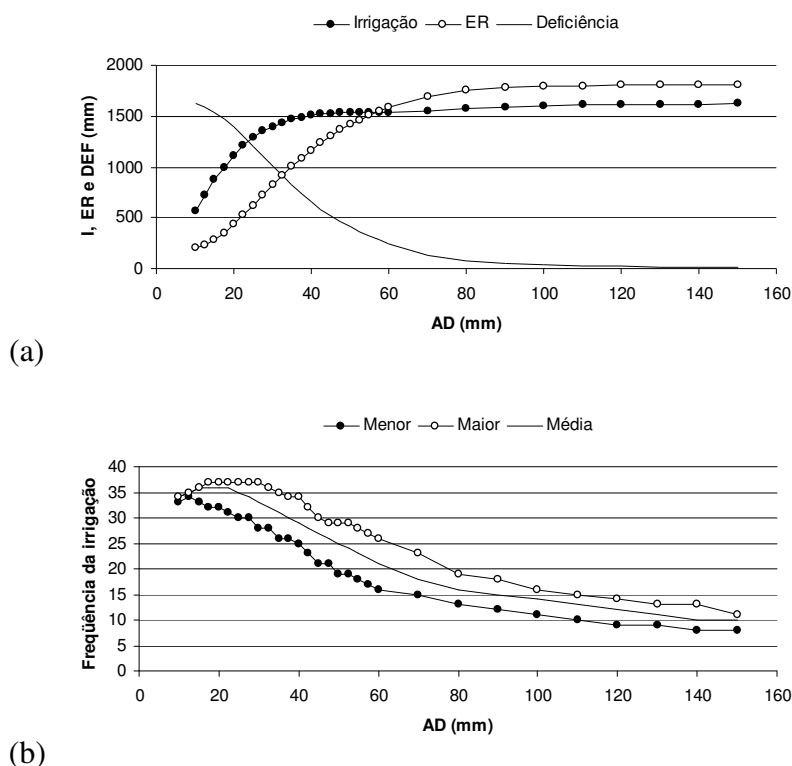 Irrigação ER Deficiência
2000
1500
1000
500
0
I, ER e DEF (mm)
0 20 40 60 80 100 120 140 160
AD (mm)
(a)
Menor Maior Média
40
35
30
25
20
15
10
5
0
Freqüência da irrigação
0 20 40 60 80 100 120 140 160
AD (mm)
(b)